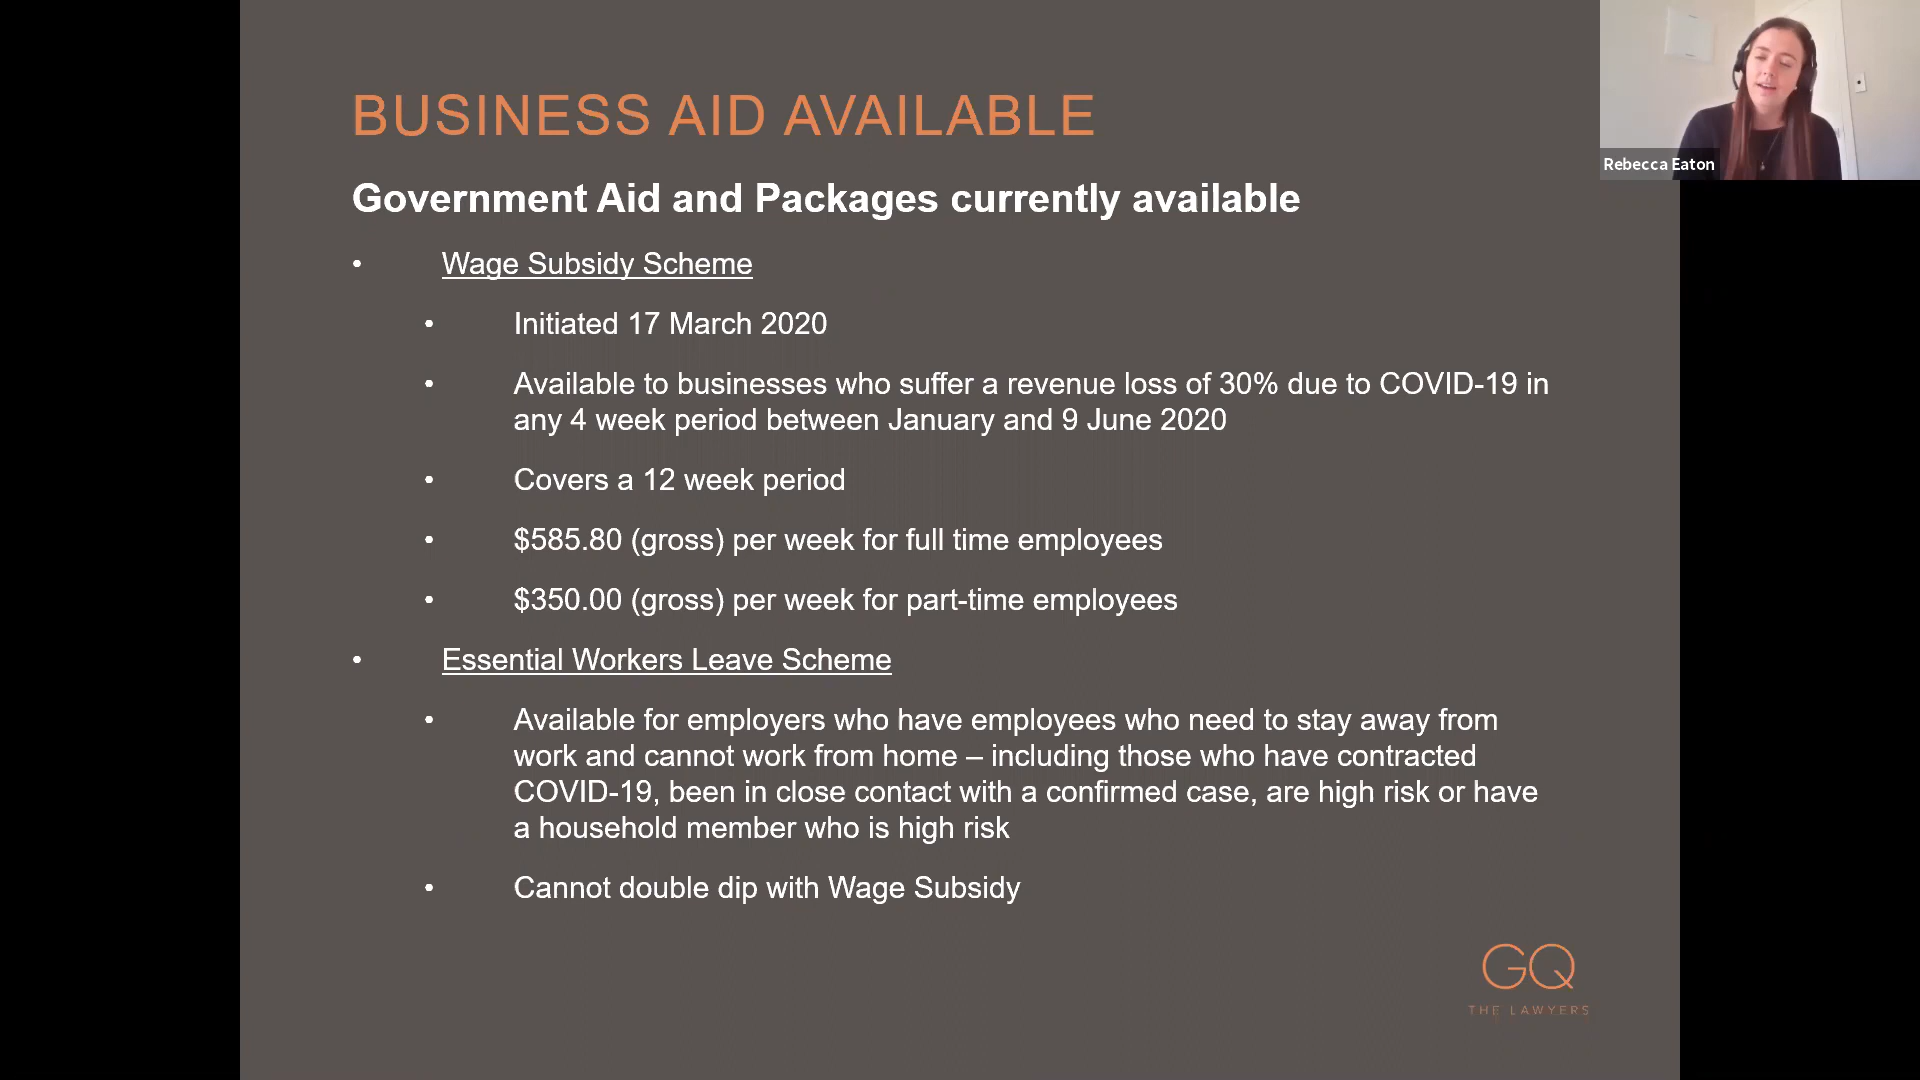 BUSINESS AID AVAILABLE
Government Aid and Packages currently available
• Wage Subsidy Scheme
• Initiated 17 March 2020
• Available to businesses who suffer a revenue loss of 30% due to COVID-19 in
any 4 week period between January and 9 June 2020
• Covers a 12 week period
• $585.80 (gross) per week for full time employees
• $350.00 (gross) per week for part-time employees
• Essential Workers Leave Scheme
• Available for employers who have employees who need to stay away from
work and cannot work from home – including those who have contracted
COVID-19, been in close contact with a confirmed case, are high risk or have
a household member who is high risk
• Cannot double dip with Wage Subsidy
GQ
THE LAWYERS
Rebecca Eaton